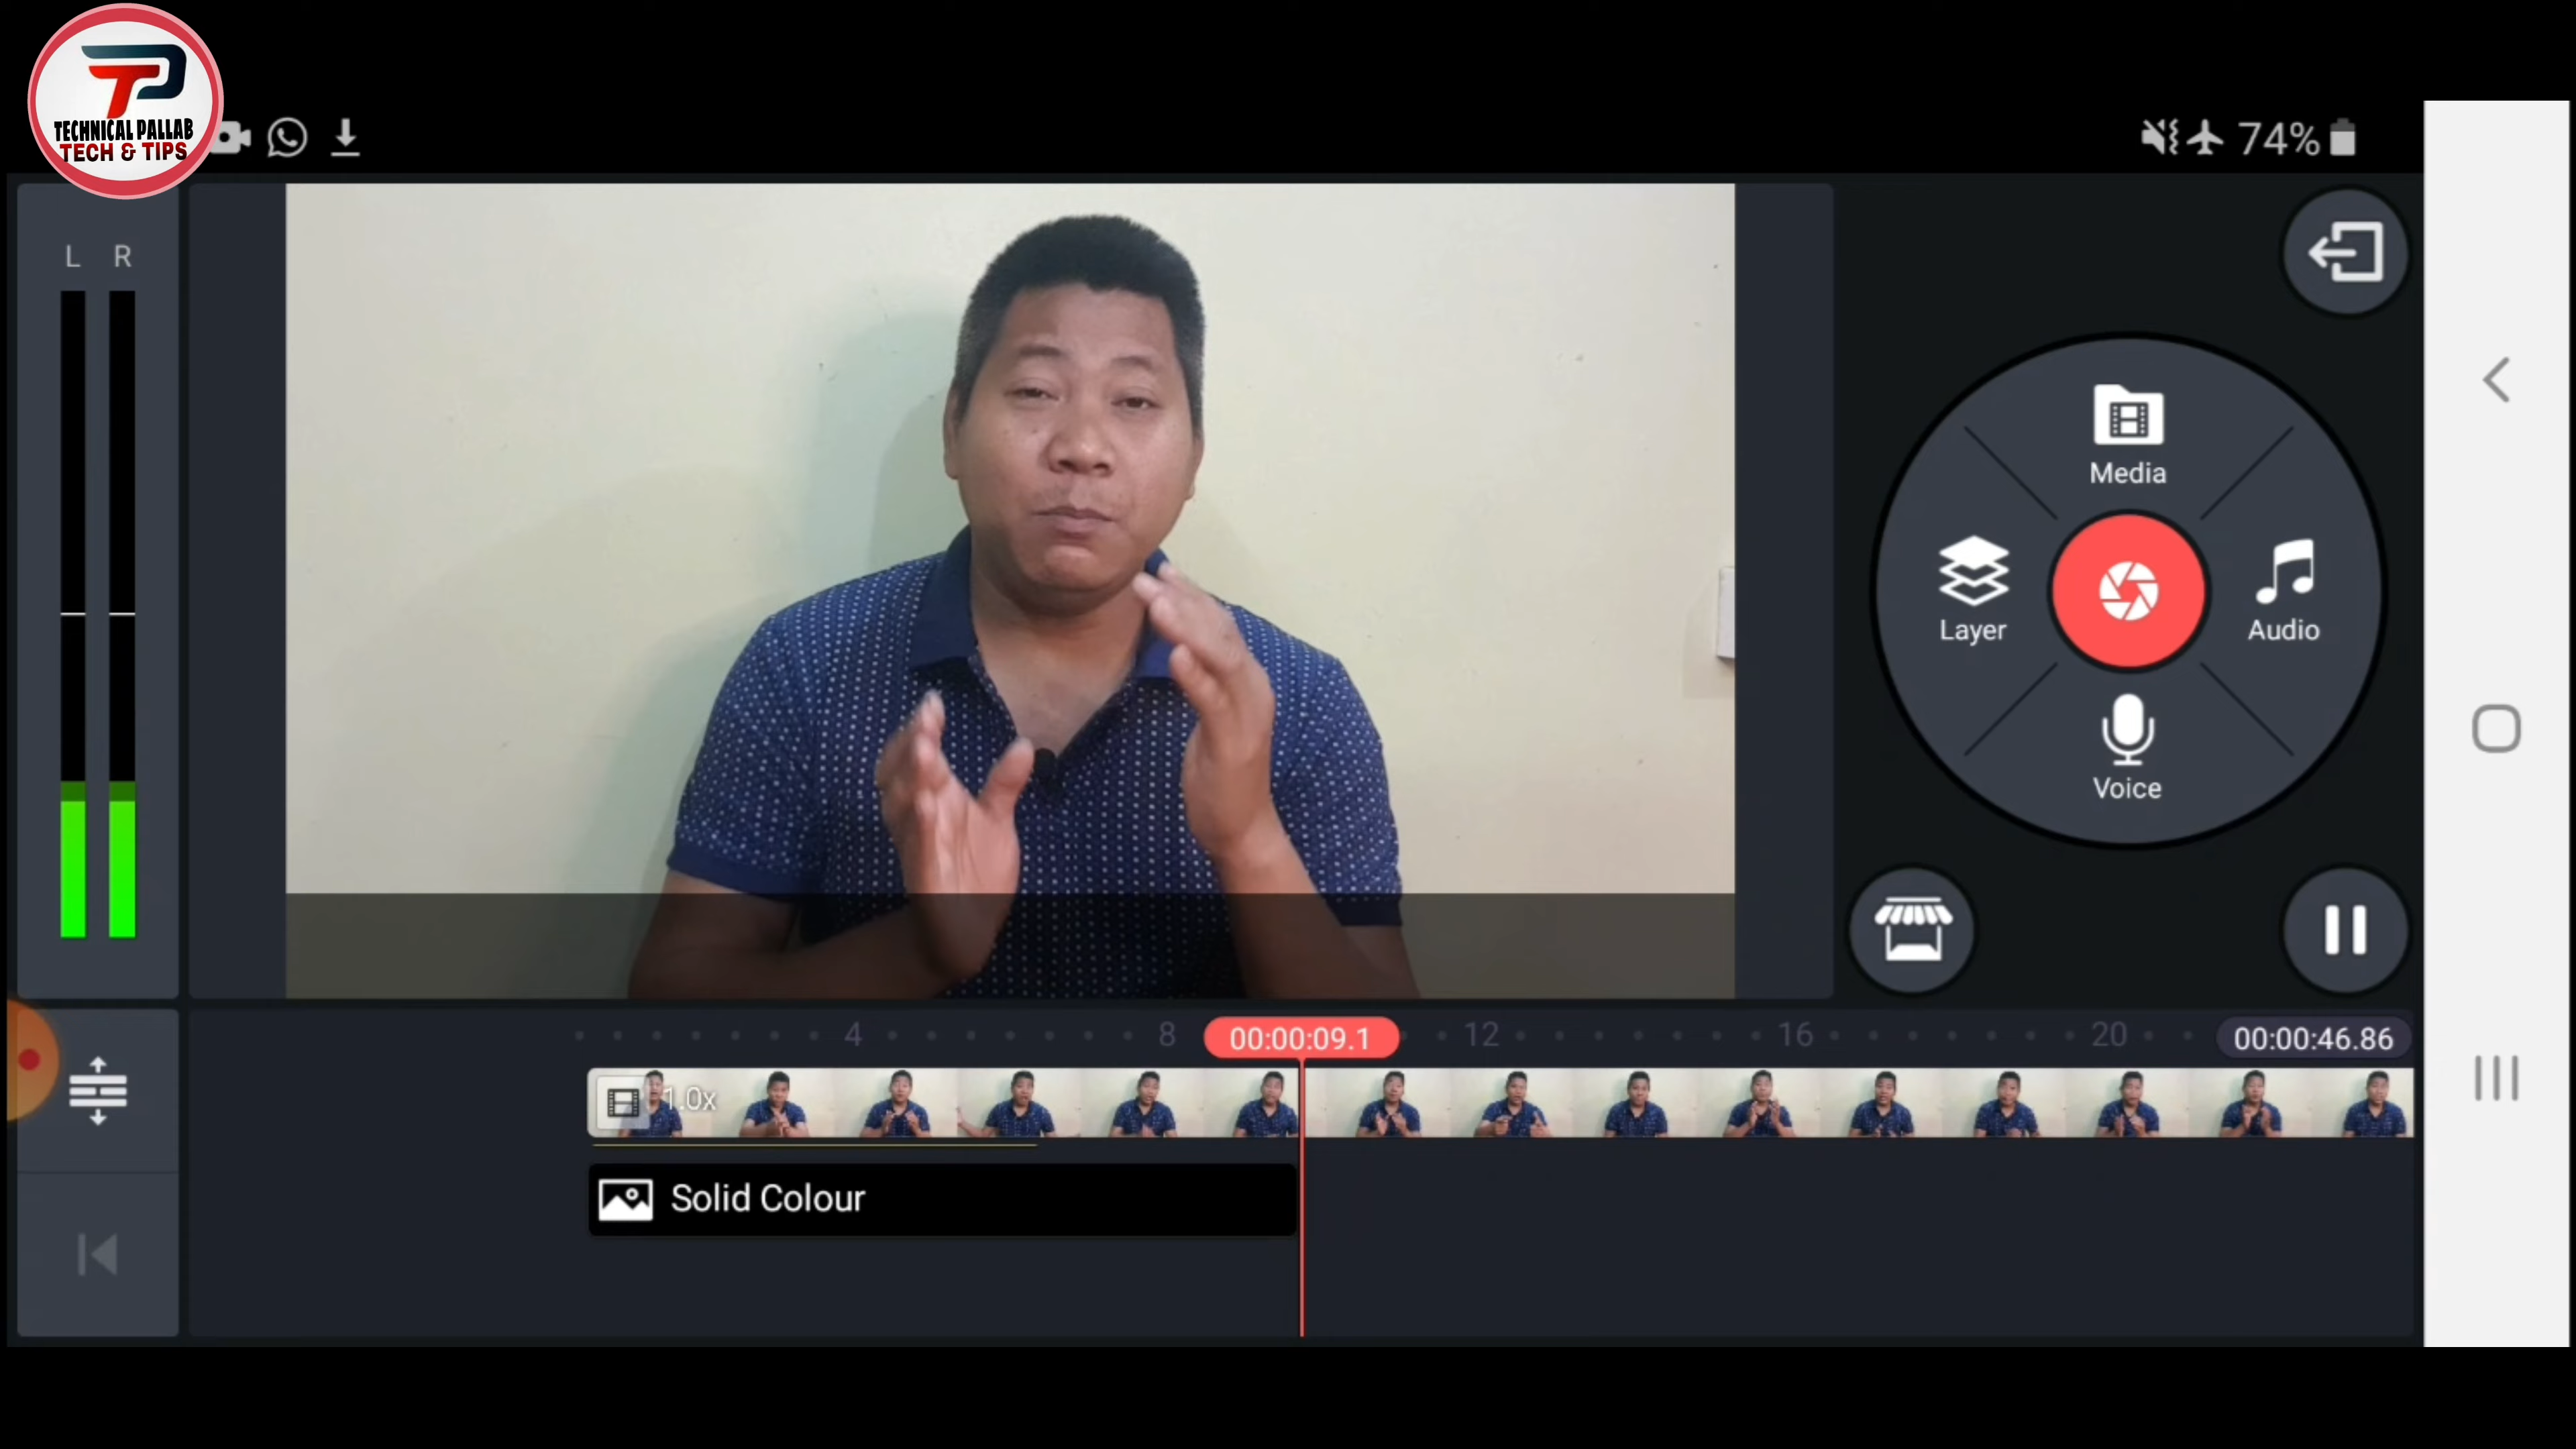 TECHNICAL PALLAB
TECH & TIPS
74%
L R
Media
Layer
Audio
Voice
4 8 00:00:09.1 12 16 20 00:00:46.86
1.0x
Solid Colour